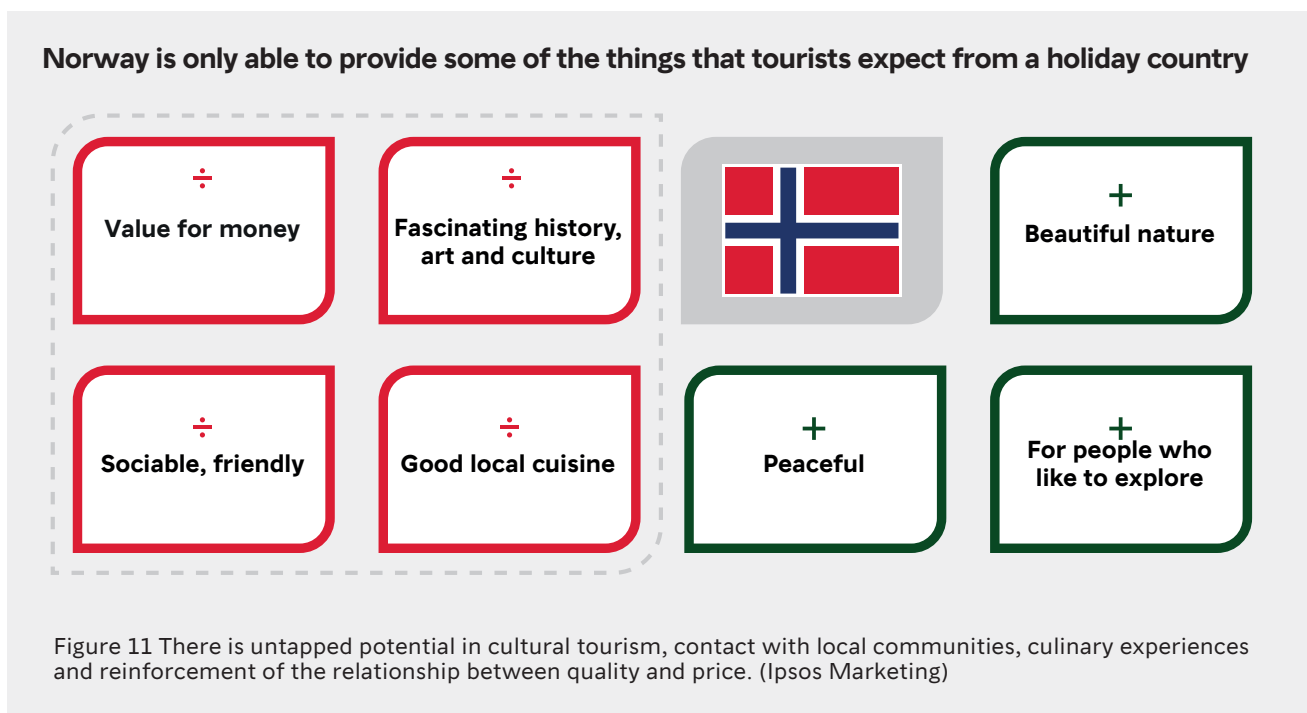 Norway is only able to provide some of the things that tourists expect from a holiday country
÷
Value for money
÷
Fascinating history,
art and culture
+
Beautiful nature
÷
Sociable, friendly
÷
Good local cuisine
+
Peaceful
+
For people who
like to explore
Figure 11 There is untapped potential in cultural tourism, contact with local communities, culinary experiences
and reinforcement of the relationship between quality and price. (Ipsos Marketing)